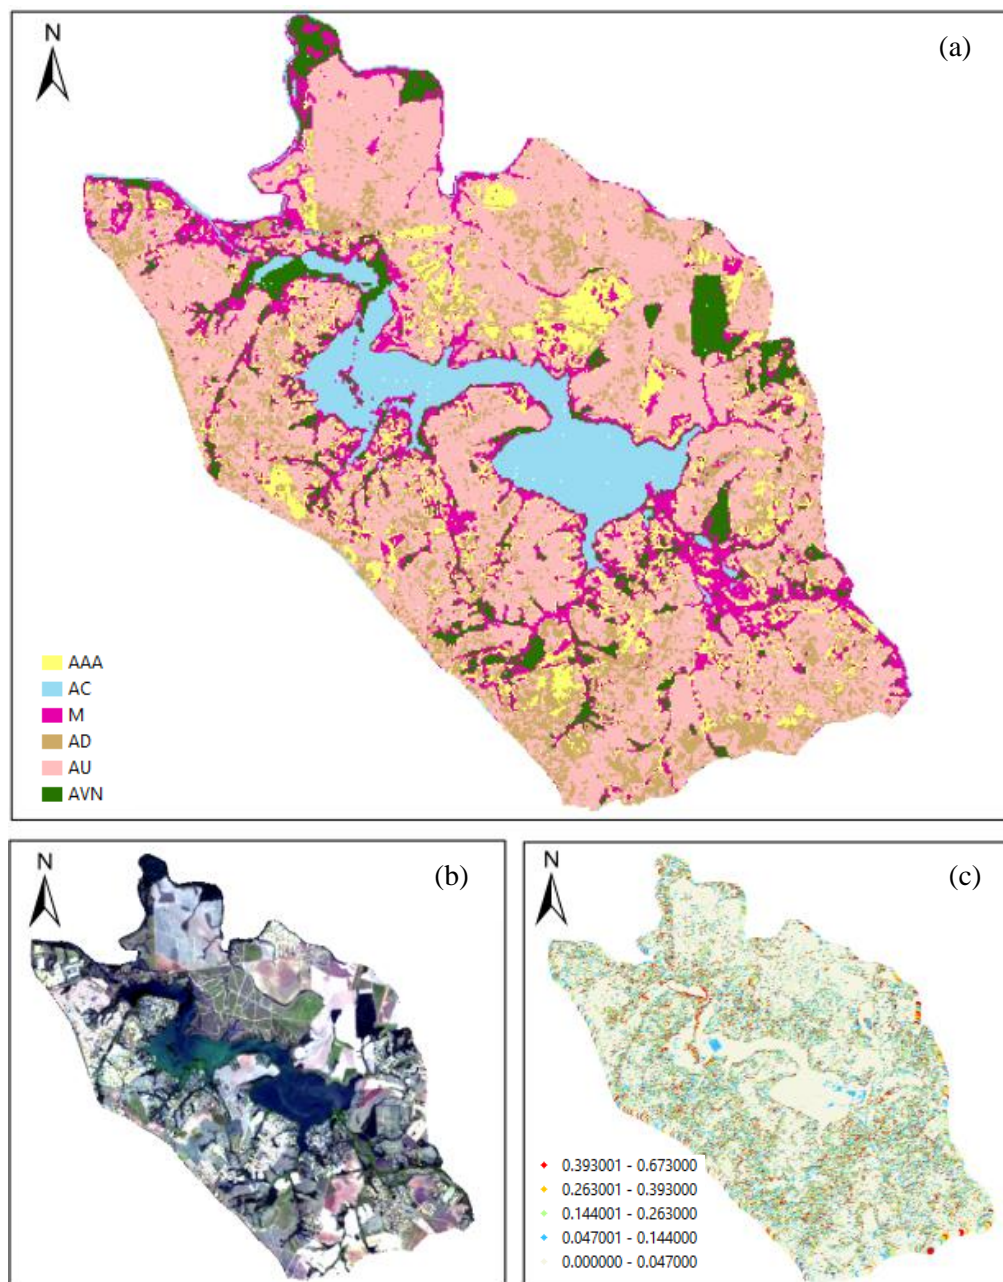 N
(a)
AAA
AC
M
AD
AU
AVN
N
(b)
N
(c)
0.393001 - 0.673000
0.263001 - 0.393000
0.144001 - 0.263000
0.047001 - 0.144000
0.000000 - 0.047000